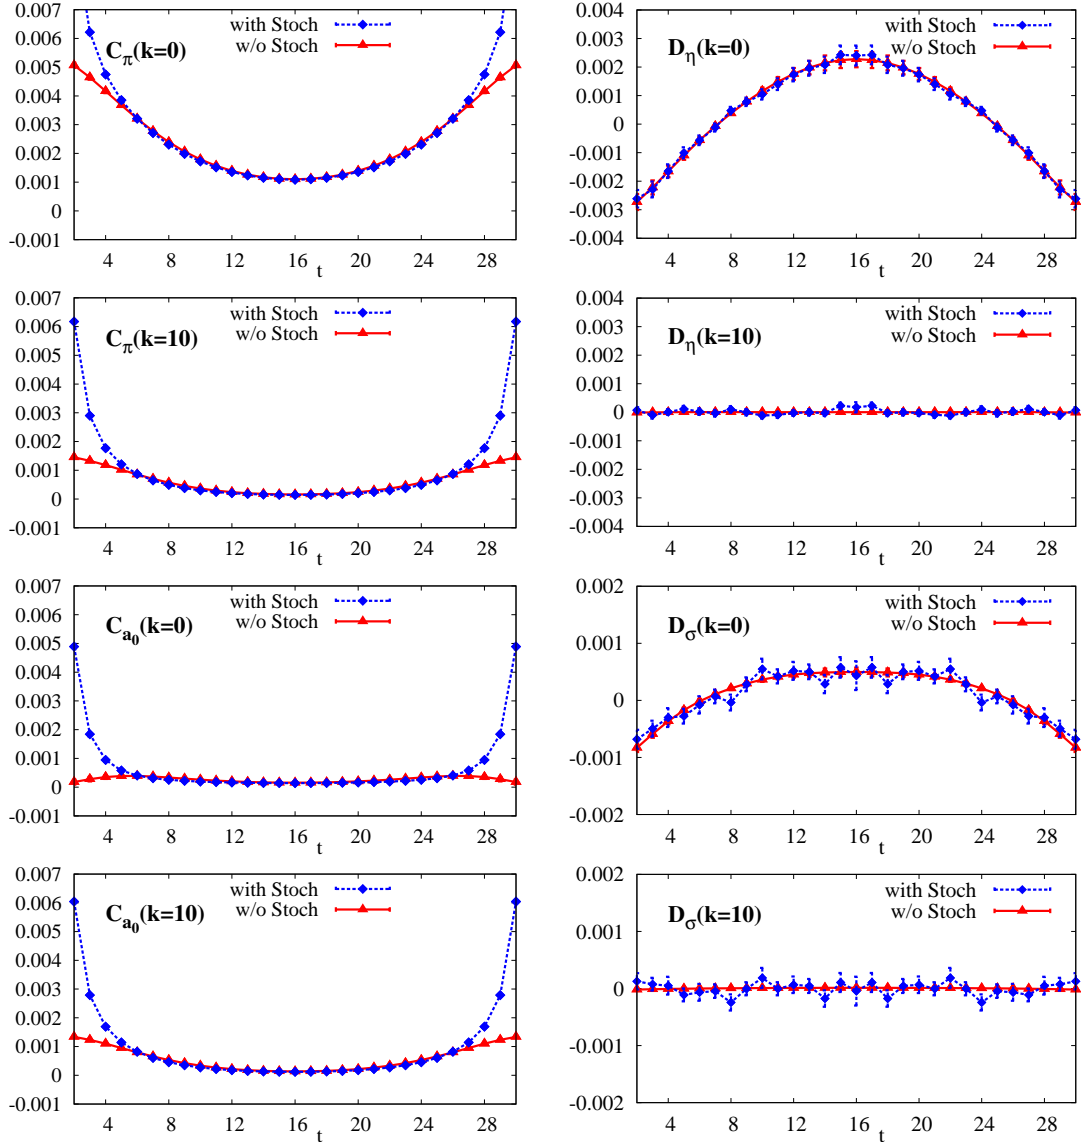 0.007
0.006
0.005
0.004
0.003
0.002
0.001
0
-0.001
4 8 12 16 20 24 28
t
C_π(k=0)
with Stoch
w/o Stoch
0.004
0.003
0.002
0.001
0
-0.001
-0.002
-0.003
-0.004
4 8 12 16 20 24 28
t
D_η(k=0)
with Stoch
w/o Stoch
0.007
0.006
0.005
0.004
0.003
0.002
0.001
0
-0.001
4 8 12 16 20 24 28
t
C_π(k=10)
with Stoch
w/o Stoch
0.004
0.003
0.002
0.001
0
-0.001
-0.002
-0.003
-0.004
4 8 12 16 20 24 28
t
D_η(k=10)
with Stoch
w/o Stoch
0.007
0.006
0.005
0.004
0.003
0.002
0.001
0
-0.001
4 8 12 16 20 24 28
t
C_a₀(k=0)
with Stoch
w/o Stoch
0.002
0.001
0
-0.001
-0.002
4 8 12 16 20 24 28
t
D_σ(k=0)
with Stoch
w/o Stoch
0.007
0.006
0.005
0.004
0.003
0.002
0.001
0
-0.001
4 8 12 16 20 24 28
t
C_a₀(k=10)
with Stoch
w/o Stoch
0.002
0.001
0
-0.001
-0.002
4 8 12 16 20 24 28
t
D_σ(k=10)
with Stoch
w/o Stoch